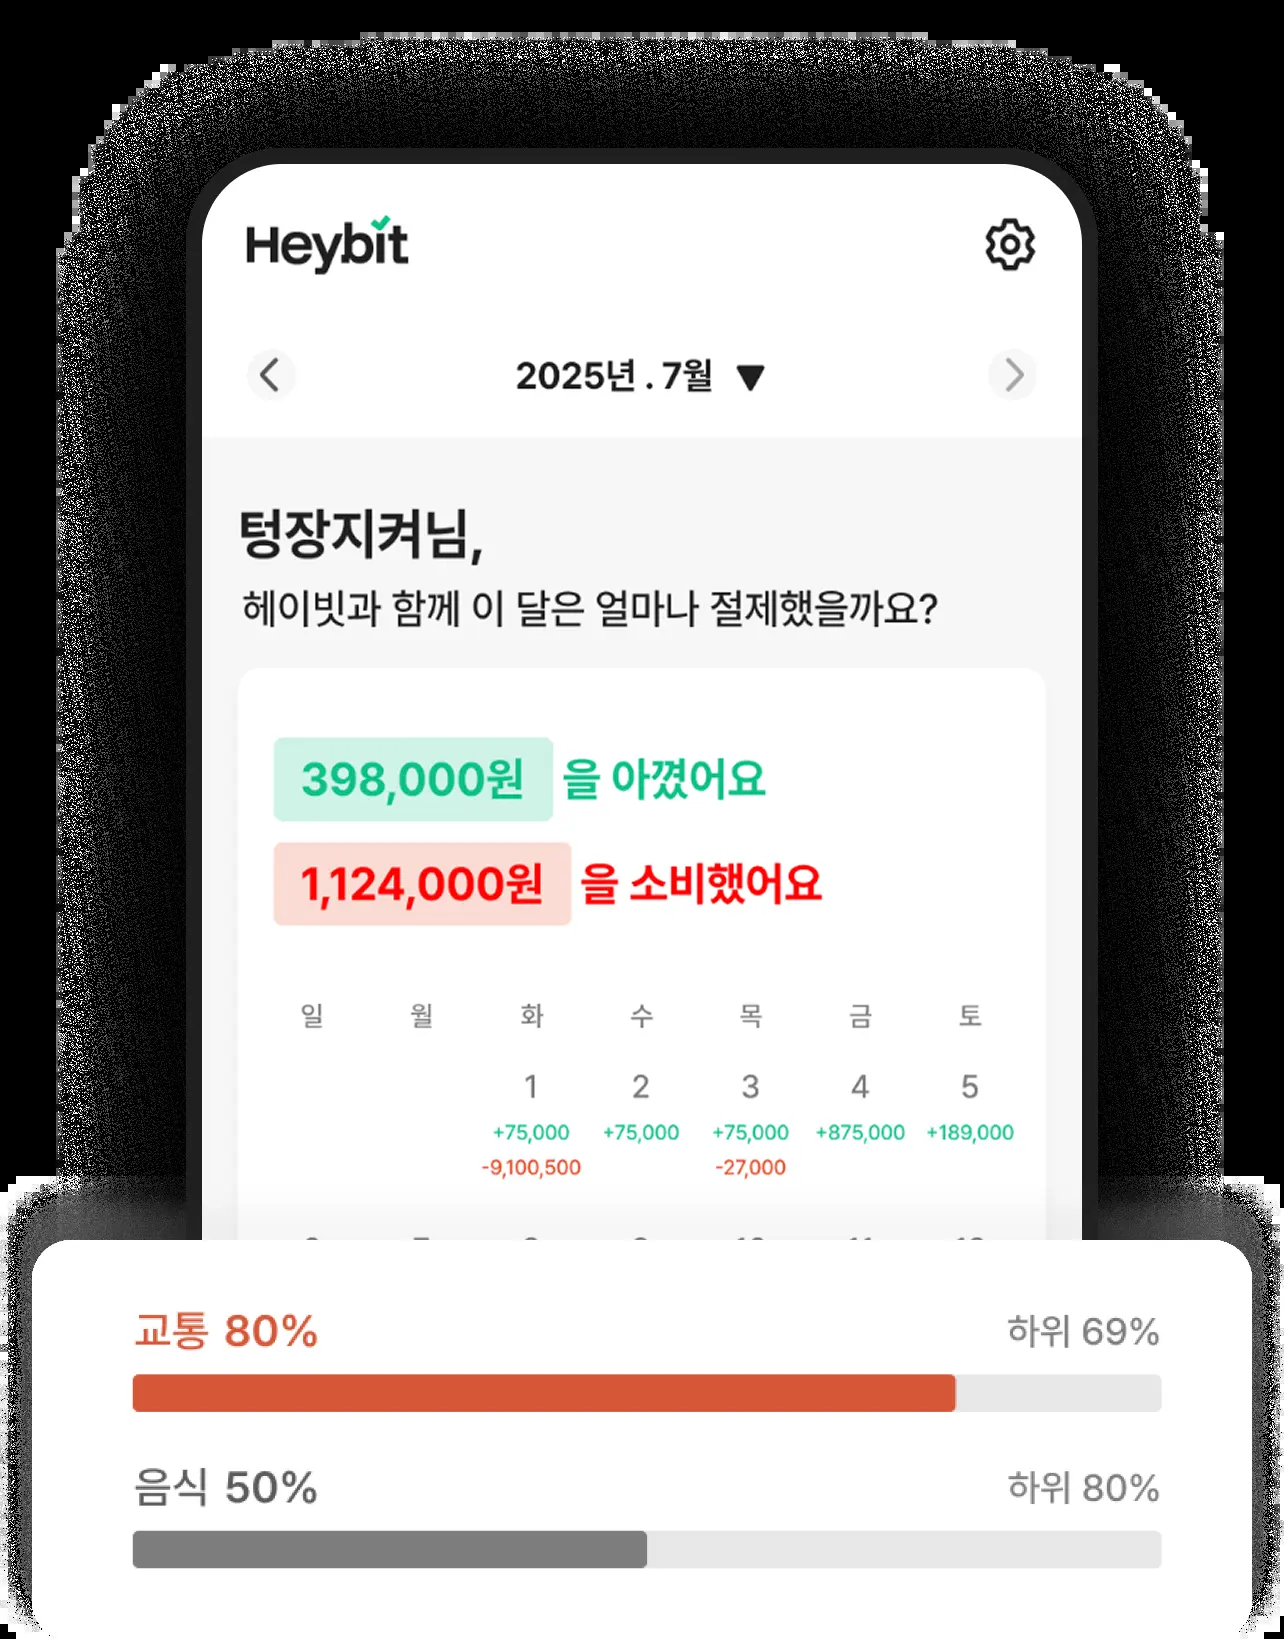 Heybit
2025년 . 7월 ▼
텅장지켜님,
헤이빗과 함께 이 달은 얼마나 절제했을까요?
398,000원 을 아꼈어요
1,124,000원 을 소비했어요
일 월 화 수 목 금 토
1 2 3 4 5
+75,000 +75,000 +75,000 +875,000 +189,000
-9,100,500 -27,000
교통 80% 하위 69%
음식 50% 하위 80%